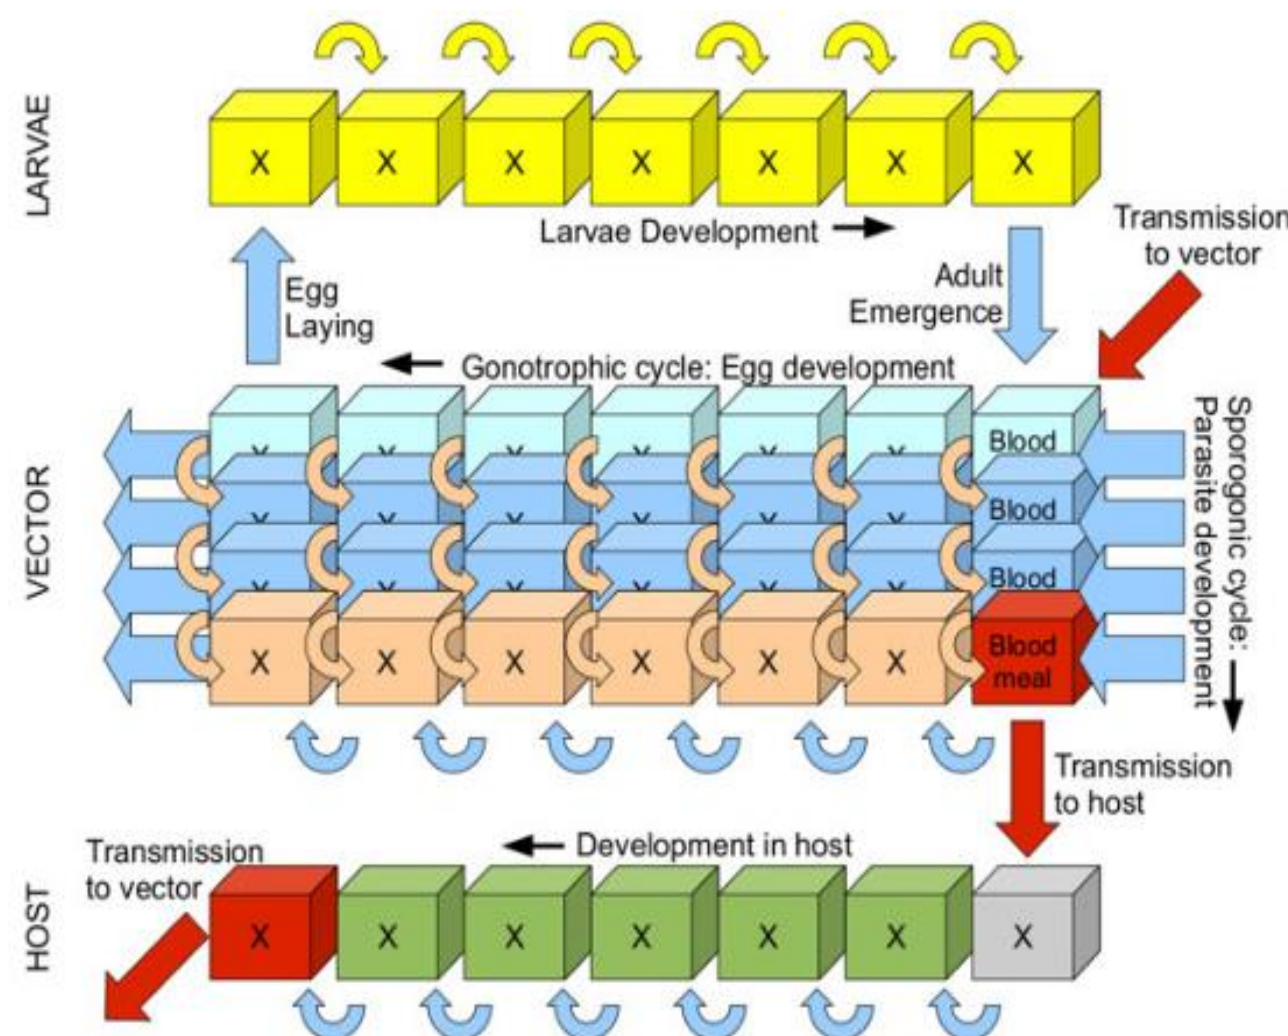 LARVAE
X X X X X X X
Larvae Development
Transmission
to vector
Egg
Laying
Adult
Emergence
Gonotrophic cycle: Egg development
Sporogonic cycle:
Parasite development
VECTOR
Blood
Blood
Blood
X X X X X X Blood
meal
Transmission
to host
Development in host
Transmission
to vector
HOST
X X X X X X X